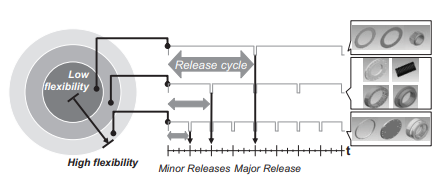 Low
flexibility
High flexibility
Release cycle
Minor Releases Major Release
t